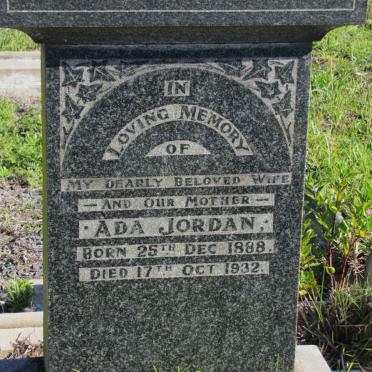 IN
LOVING MEMORY
OF
MY DEARLY BELOVED WIFE
— AND OUR MOTHER —
· ADA JORDAN,
BORN 25TH DEC 1888.
DIED 17TH OCT 1932.